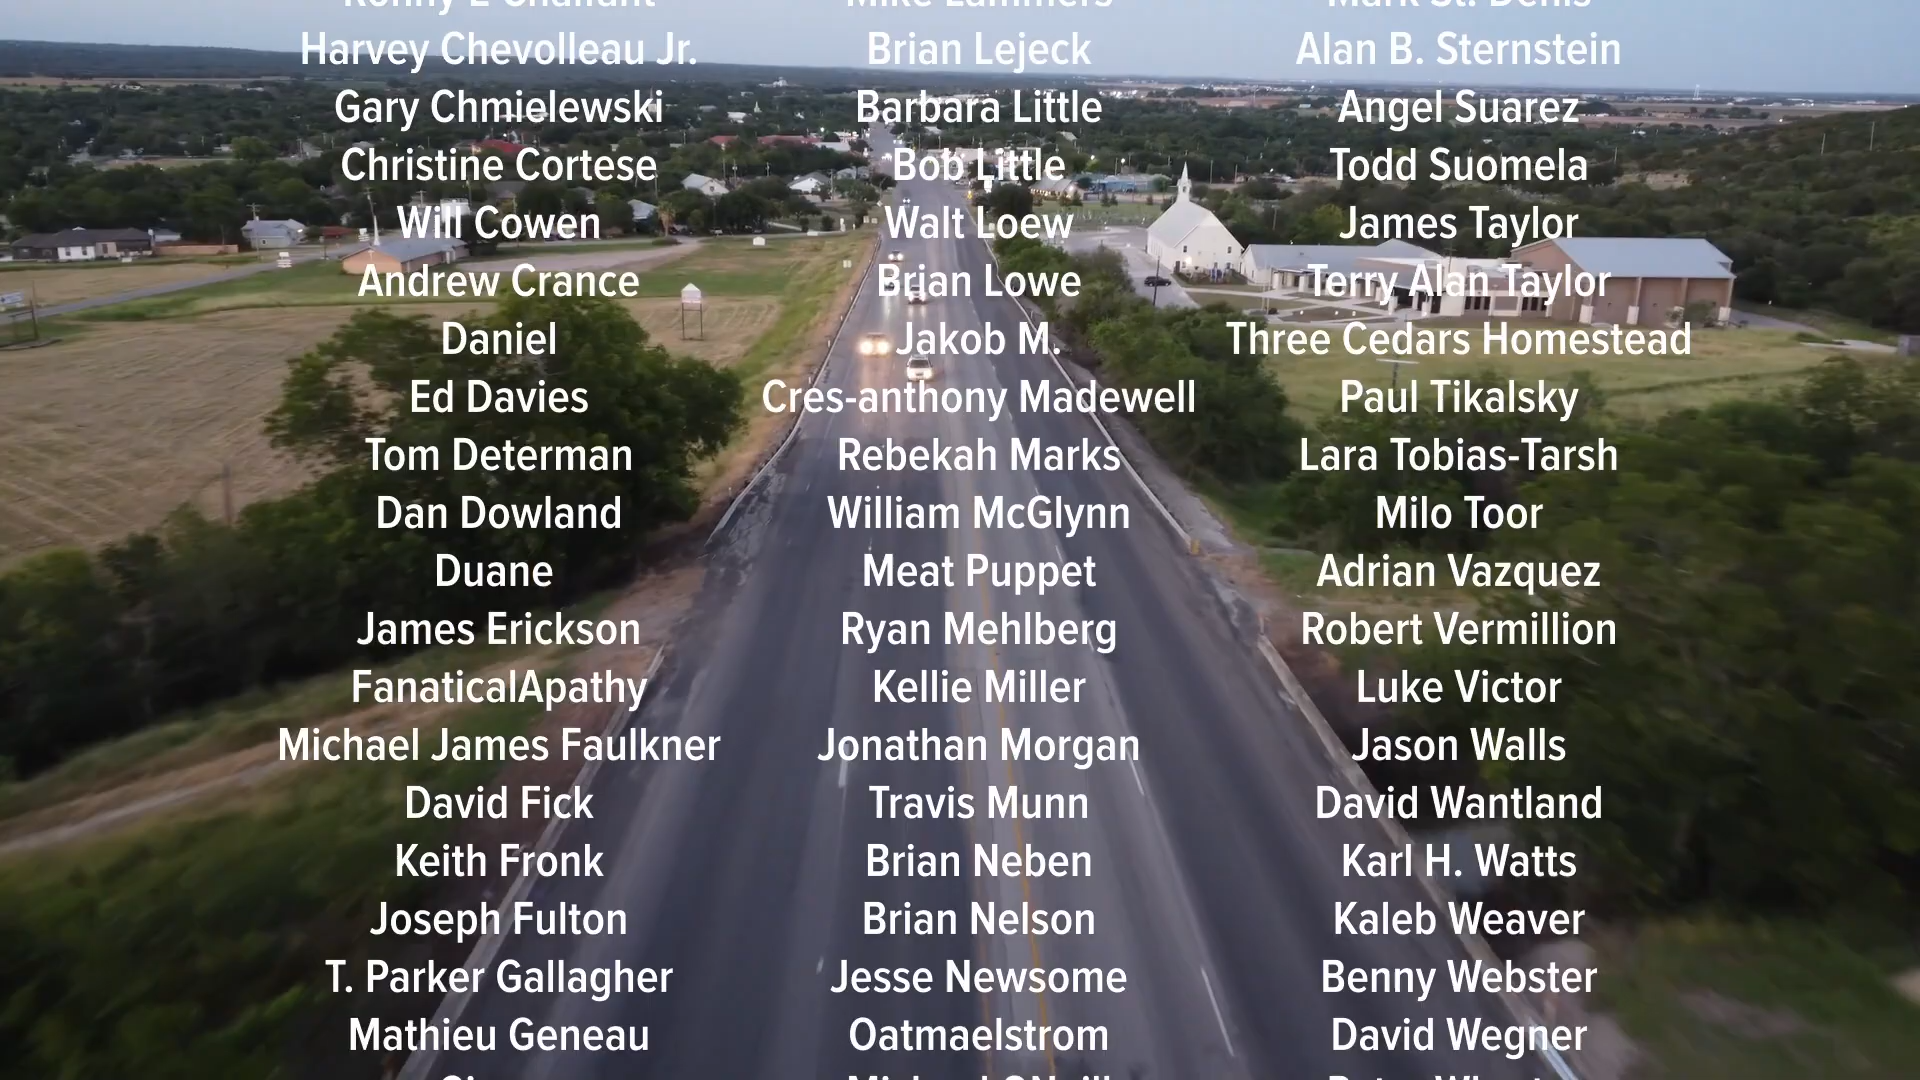 Harvey Chevolleau Jr.
Gary Chmielewski
Christine Cortese
Will Cowen
Andrew Crance
Daniel
Ed Davies
Tom Determan
Dan Dowland
Duane
James Erickson
FanaticalApathy
Michael James Faulkner
David Fick
Keith Fronk
Joseph Fulton
T. Parker Gallagher
Mathieu Geneau
Mike Lammers
Brian Lejeck
Barbara Little
Bob Little
Walt Loew
Brian Lowe
Jakob M.
Cres-anthony Madewell
Rebekah Marks
William McGlynn
Meat Puppet
Ryan Mehlberg
Kellie Miller
Jonathan Morgan
Travis Munn
Brian Neben
Brian Nelson
Jesse Newsome
Oatmaelstrom
Mark St. Denis
Alan B. Sternstein
Angel Suarez
Todd Suomela
James Taylor
Terry Alan Taylor
Three Cedars Homestead
Paul Tikalsky
Lara Tobias-Tarsh
Milo Toor
Adrian Vazquez
Robert Vermillion
Luke Victor
Jason Walls
David Wantland
Karl H. Watts
Kaleb Weaver
Benny Webster
David Wegner